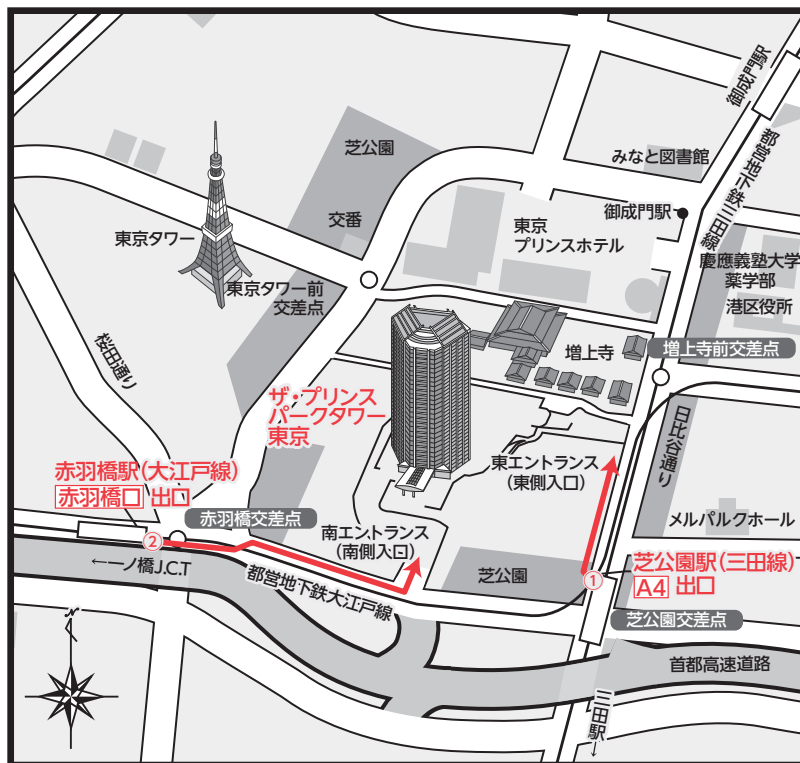 御成門駅
都営地下鉄三田線
芝公園
みなと図書館
交番
御成門駅
東京
プリンスホテル
東京タワー
慶應義塾大学
薬学部
港区役所
東京タワー前
交差点
増上寺
増上寺前交差点
桜田通り
ザ・プリンス
パークタワー
東京
日比谷通り
東エントランス
(東側入口)
赤羽橋駅(大江戸線)
赤羽橋口 出口
赤羽橋交差点
メルパルクホール
南エントランス
(南側入口)
②
←一ノ橋J.C.T
都営地下鉄大江戸線
芝公園
①
芝公園駅(三田線)
A4 出口
芝公園交差点
首都高速道路
N
三田駅→